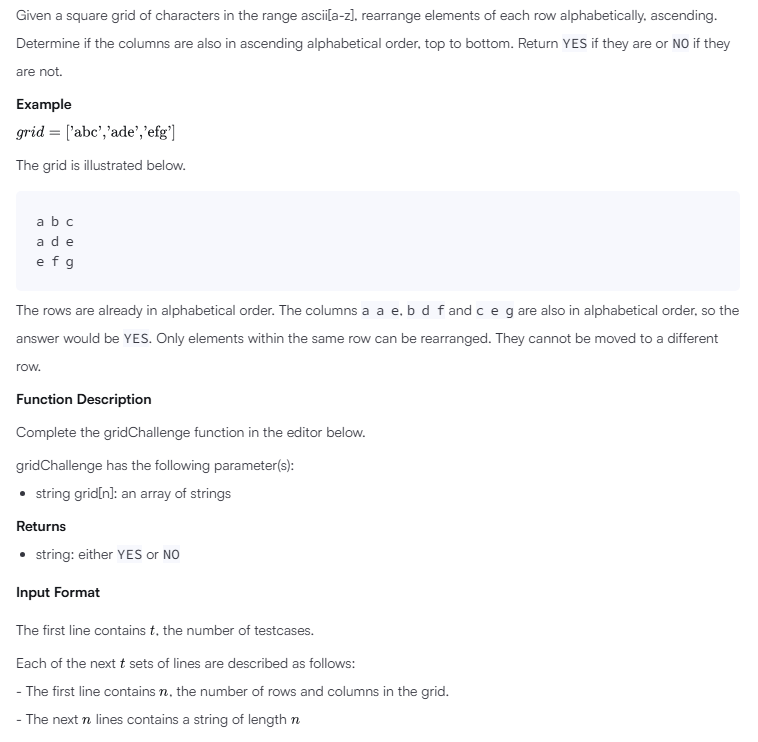 Given a square grid of characters in the range ascii[a-z], rearrange elements of each row alphabetically, ascending.
Determine if the columns are also in ascending alphabetical order, top to bottom. Return YES if they are or NO if they
are not.
Example
grid = ['abc','ade','efg']
The grid is illustrated below.
a b c
a d e
e f g
The rows are already in alphabetical order. The columns a a e, b d f and c e g are also in alphabetical order, so the
answer would be YES. Only elements within the same row can be rearranged. They cannot be moved to a different
row.
Function Description
Complete the gridChallenge function in the editor below.
gridChallenge has the following parameter(s):
• string grid[n]: an array of strings
Returns
• string: either YES or NO
Input Format
The first line contains t, the number of testcases.
Each of the next t sets of lines are described as follows:
- The first line contains n, the number of rows and columns in the grid.
- The next n lines contains a string of length n